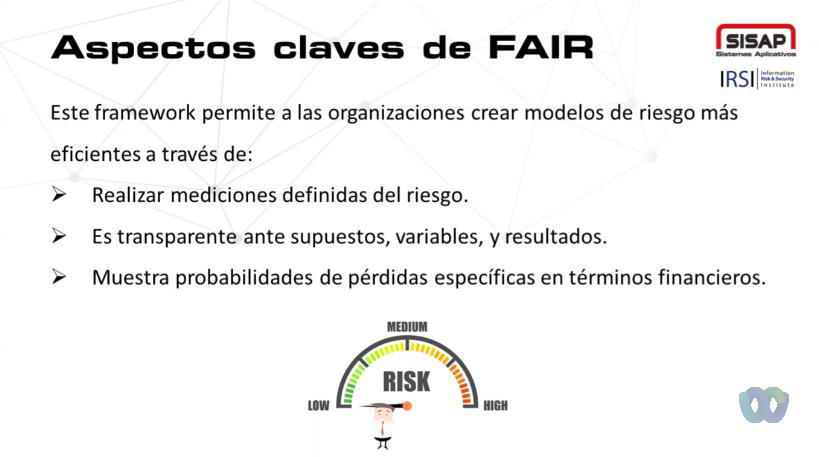 Aspectos claves de FAIR
SISAP
Sistemas Aplicativos
IRSI Information
Risk & Security
Institute
Este framework permite a las organizaciones crear modelos de riesgo más
eficientes a través de:
Realizar mediciones definidas del riesgo.
Es transparente ante supuestos, variables, y resultados.
Muestra probabilidades de pérdidas específicas en términos financieros.
MEDIUM
RISK
LOW
HIGH